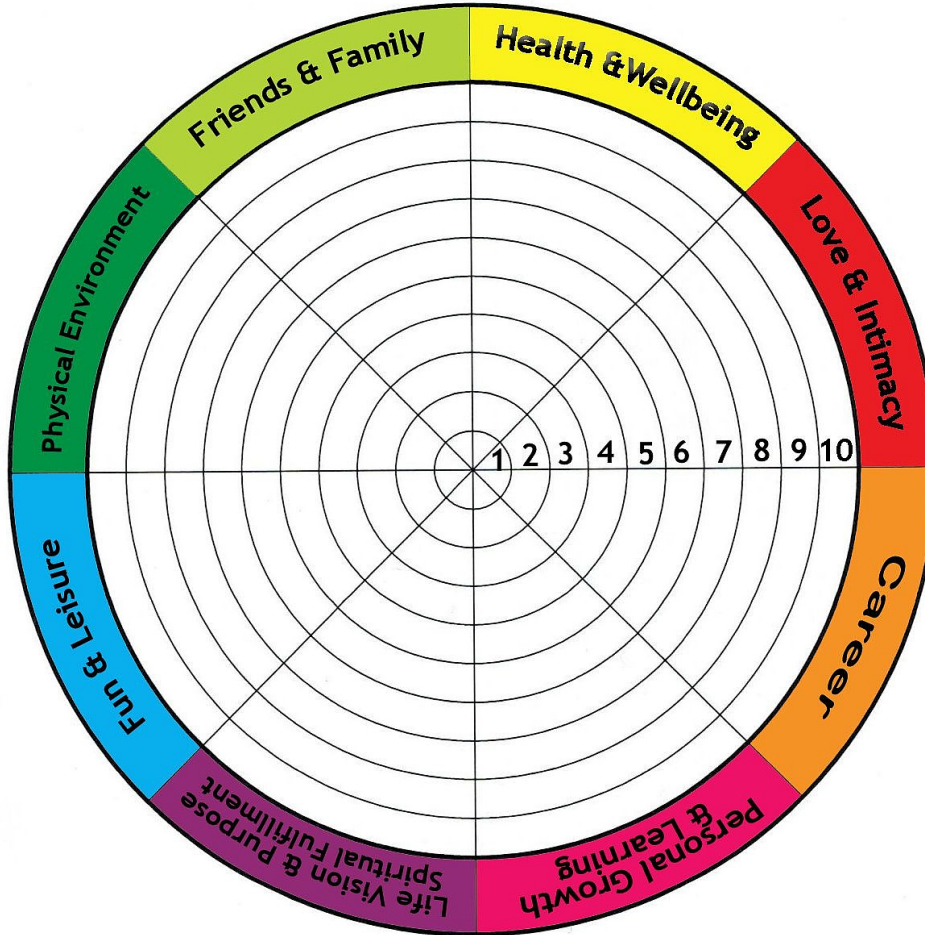 Friends & Family
Health &Wellbeing
Love & Intimacy
Career
Personal Growth
& Learning
Life Vision & Purpose
Spiritual Fulfillment
Fun & Leisure
Physical Environment
1 2 3 4 5 6 7 8 9 10